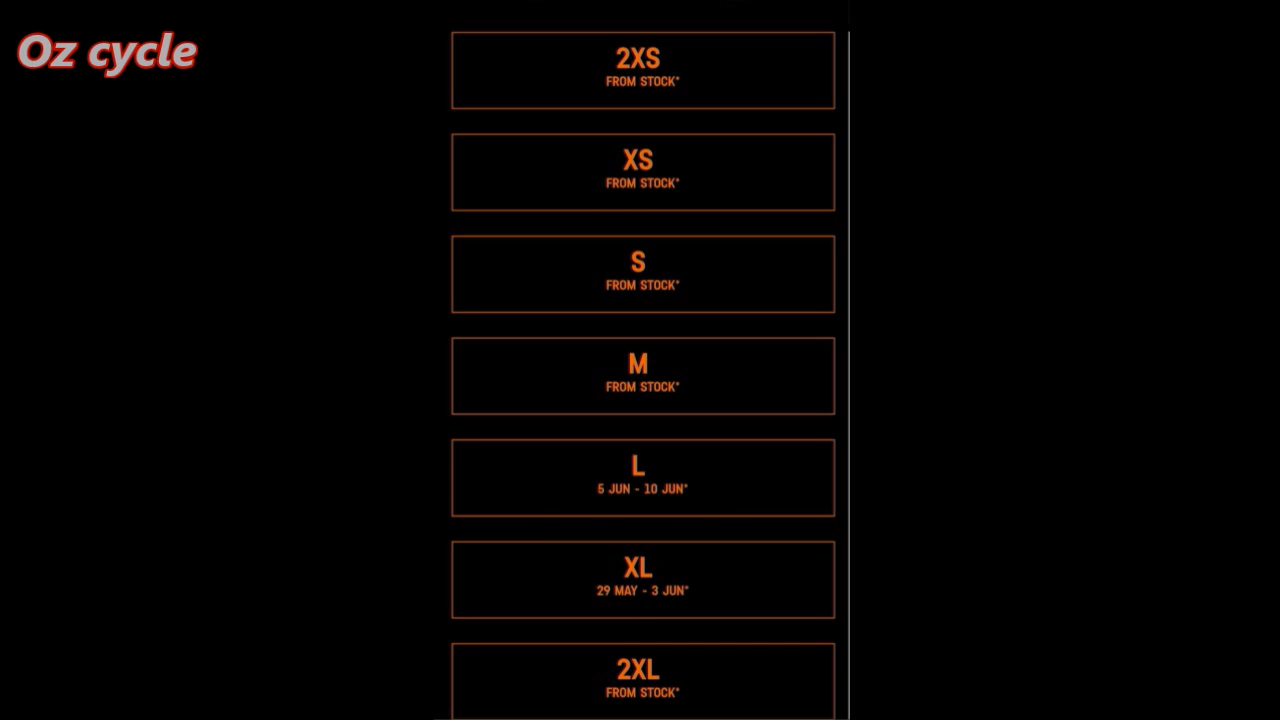 Oz cycle
2XS
FROM STOCK*
XS
FROM STOCK*
S
FROM STOCK*
M
FROM STOCK*
L
5 JUN - 10 JUN*
XL
29 MAY - 3 JUN*
2XL
FROM STOCK*